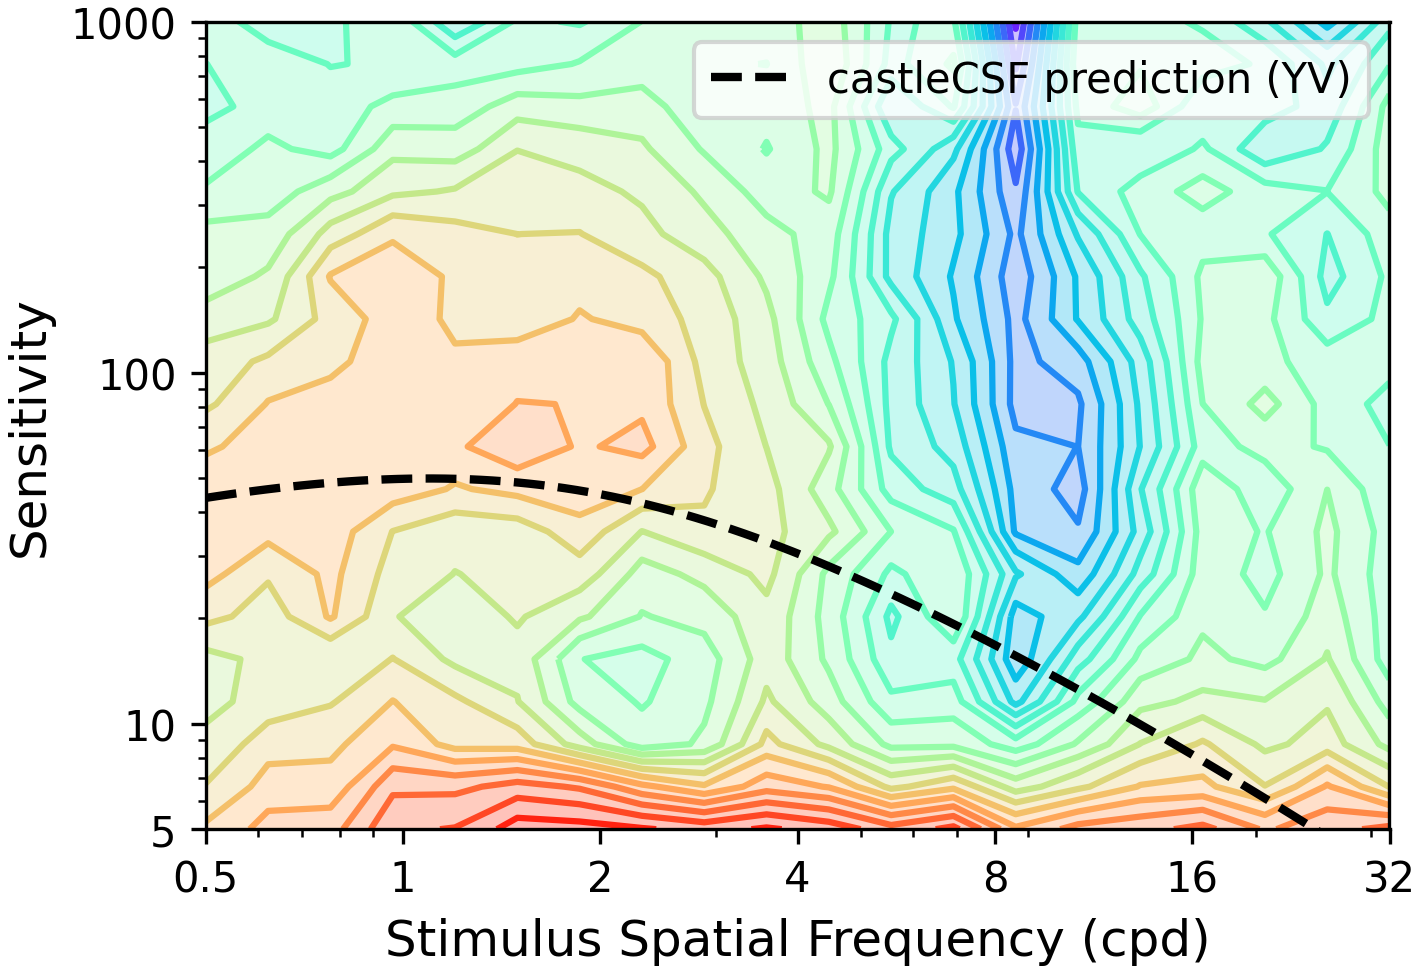 1000
castleCSF prediction (YV)
Sensitivity
100
10
5
0.5 1 2 4 8 16 32
Stimulus Spatial Frequency (cpd)